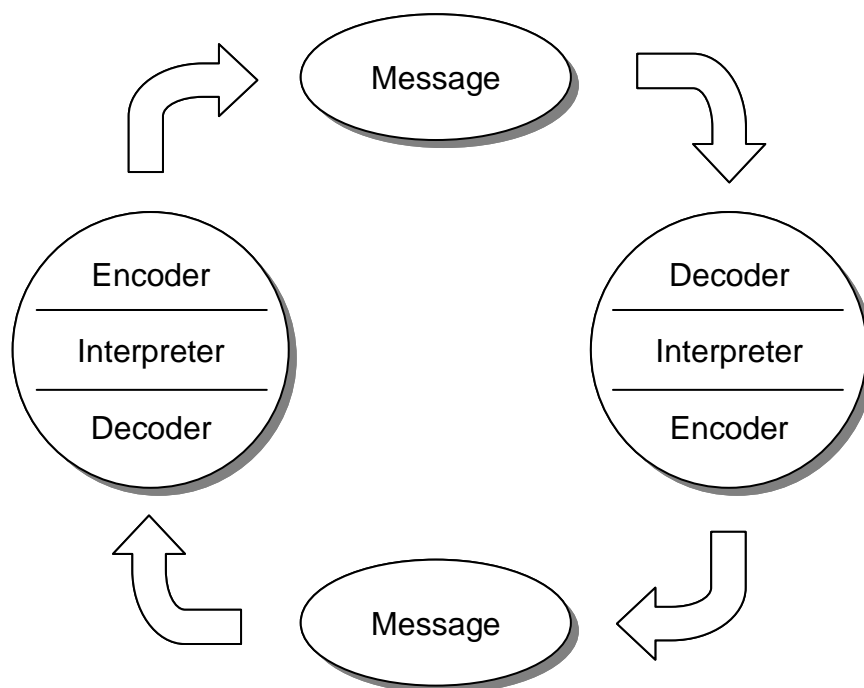 Message
Encoder
Interpreter
Decoder
Decoder
Interpreter
Encoder
Message